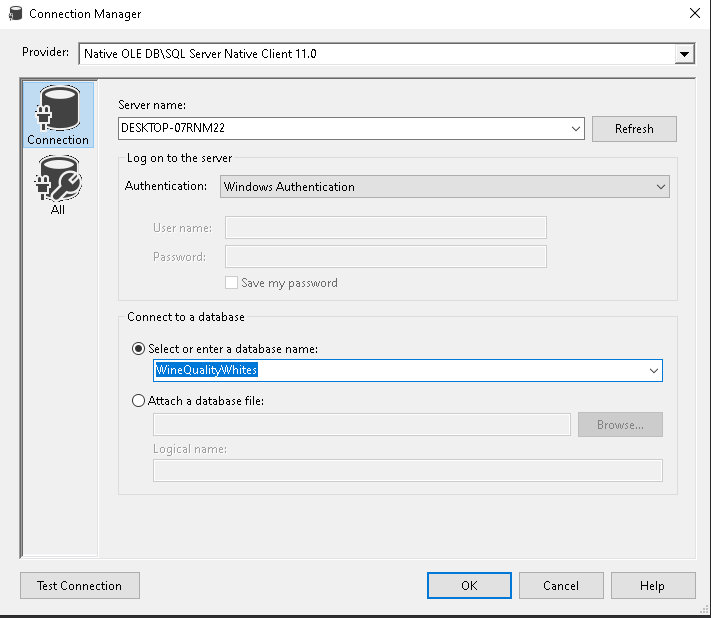 Connection Manager
Provider: Native OLE DB\SQL Server Native Client 11.0
Connection
All
Server name:
DESKTOP-07RNM22 Refresh
Log on to the server
Authentication: Windows Authentication
User name:
Password:
Save my password
Connect to a database
Select or enter a database name:
WineQualityWhites
Attach a database file:
Browse...
Logical name:
Test Connection OK Cancel Help